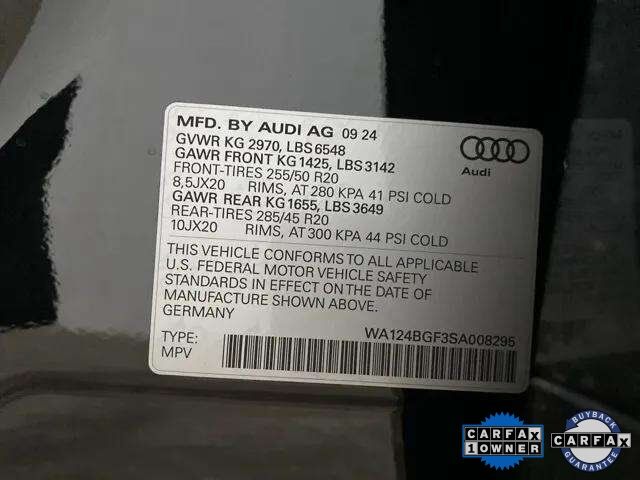 MFD. BY AUDI AG 09 24
GVWR KG 2970, LBS 6548
GAWR FRONT KG 1425, LBS 3142
FRONT-TIRES 255/50 R20
8,5JX20 RIMS, AT 280 KPA 41 PSI COLD
GAWR REAR KG 1655, LBS 3649
REAR-TIRES 285/45 R20
10JX20 RIMS, AT 300 KPA 44 PSI COLD
Audi
THIS VEHICLE CONFORMS TO ALL APPLICABLE
U.S. FEDERAL MOTOR VEHICLE SAFETY
STANDARDS IN EFFECT ON THE DATE OF
MANUFACTURE SHOWN ABOVE.
GERMANY
WA124BGF3SA008295
TYPE:
MPV
CARFAX
1 OWNER
BUYBACK
CARFAX
GUARANTEE